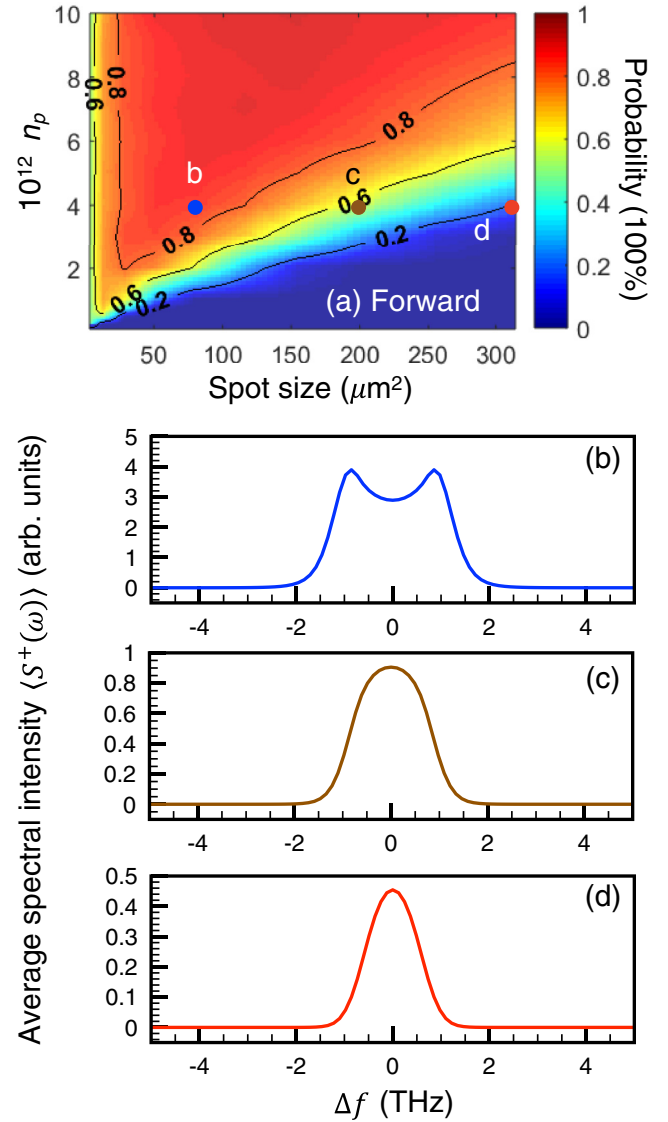 10
8
6
4
2
10¹² n_p
0.6
0.8
0.8
0.8
0.6
0.6
0.2
0.2
b
c
d
(a) Forward
50 100 150 200 250 300
Spot size (μm²)
1
0.8
0.6
0.4
0.2
0
Probability (100%)
Average spectral intensity ⟨S⁺(ω)⟩ (arb. units)
5
4
3
2
1
0
(b)
-4 -2 0 2 4
1
0.8
0.6
0.4
0.2
0
(c)
-4 -2 0 2 4
0.5
0.4
0.3
0.2
0.1
0
(d)
-4 -2 0 2 4
Δf (THz)